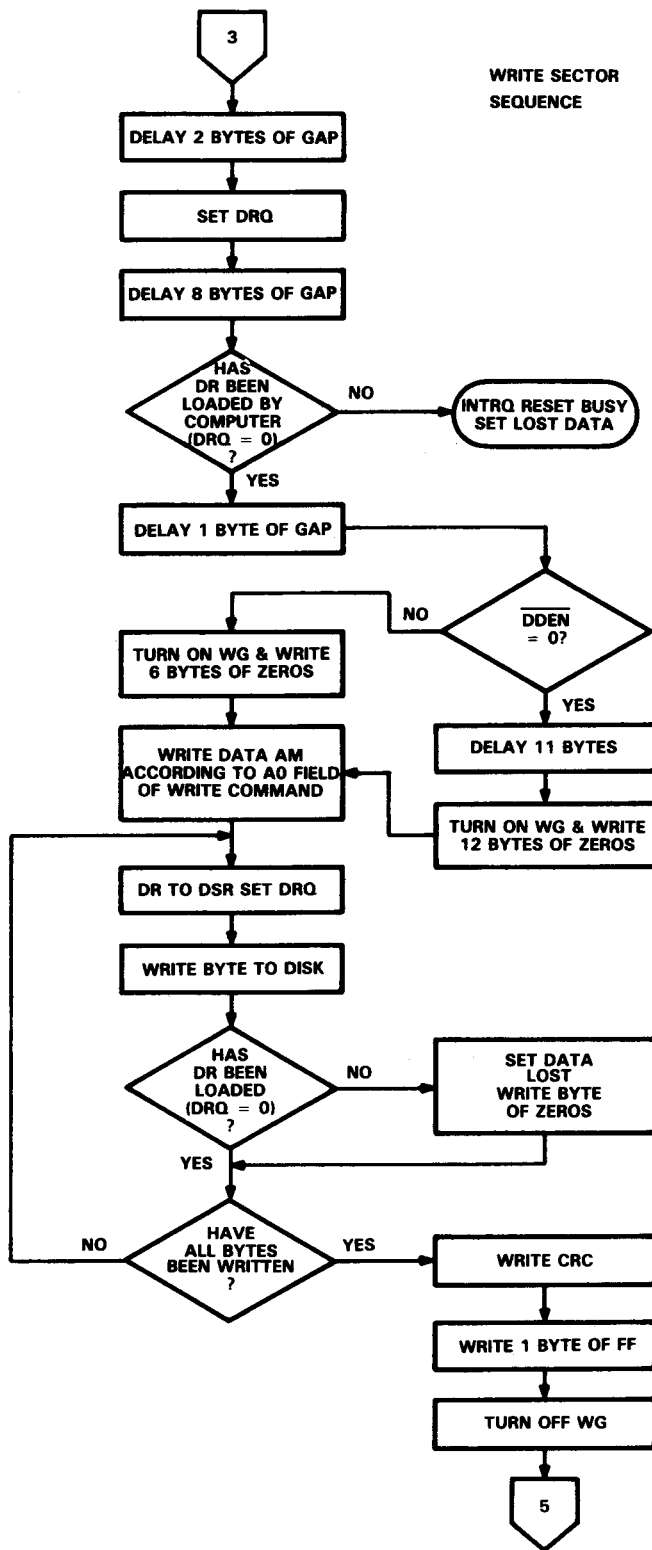 3
WRITE SECTOR
SEQUENCE
DELAY 2 BYTES OF GAP
SET DRQ
DELAY 8 BYTES OF GAP
HAS
DR BEEN
LOADED BY
COMPUTER
(DRQ = 0)
?
NO
INTRQ RESET BUSY
SET LOST DATA
YES
DELAY 1 BYTE OF GAP
DDEN
= 0?
NO
TURN ON WG & WRITE
6 BYTES OF ZEROS
YES
DELAY 11 BYTES
WRITE DATA AM
ACCORDING TO A0 FIELD
OF WRITE COMMAND
TURN ON WG & WRITE
12 BYTES OF ZEROS
DR TO DSR SET DRQ
WRITE BYTE TO DISK
HAS
DR BEEN
LOADED
(DRQ = 0)
?
NO
SET DATA
LOST
WRITE BYTE
OF ZEROS
YES
HAVE
ALL BYTES
BEEN WRITTEN
?
NO
YES
WRITE CRC
WRITE 1 BYTE OF FF
TURN OFF WG
5